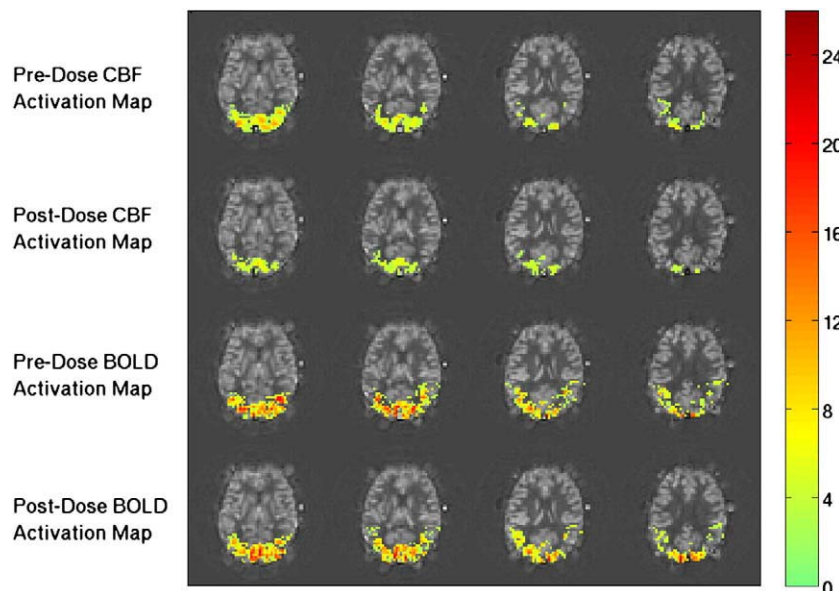 Pre-Dose CBF
Activation Map
Post-Dose CBF
Activation Map
Pre-Dose BOLD
Activation Map
Post-Dose BOLD
Activation Map
24
20
16
12
8
4
0